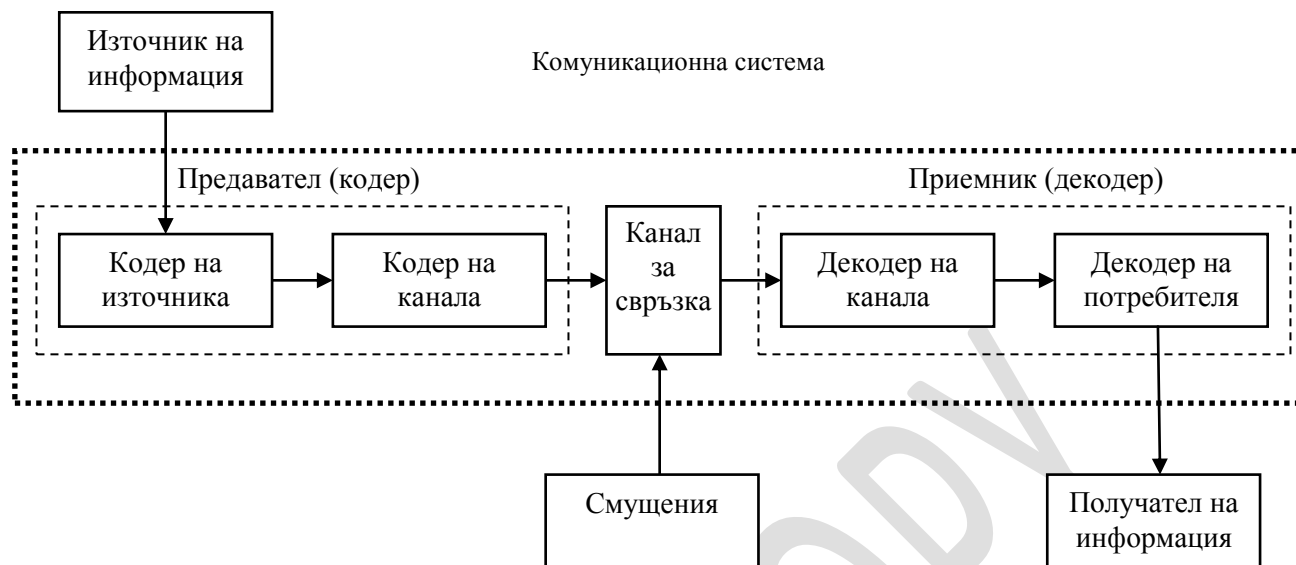 Източник на
информация
Комуникационна система
Предавател (кодер)
Приемник (декодер)
Кодер на
източника
Кодер на
канала
Канал
за
свръзка
Декодер на
канала
Декодер на
потребителя
Смущения
Получател на
информация